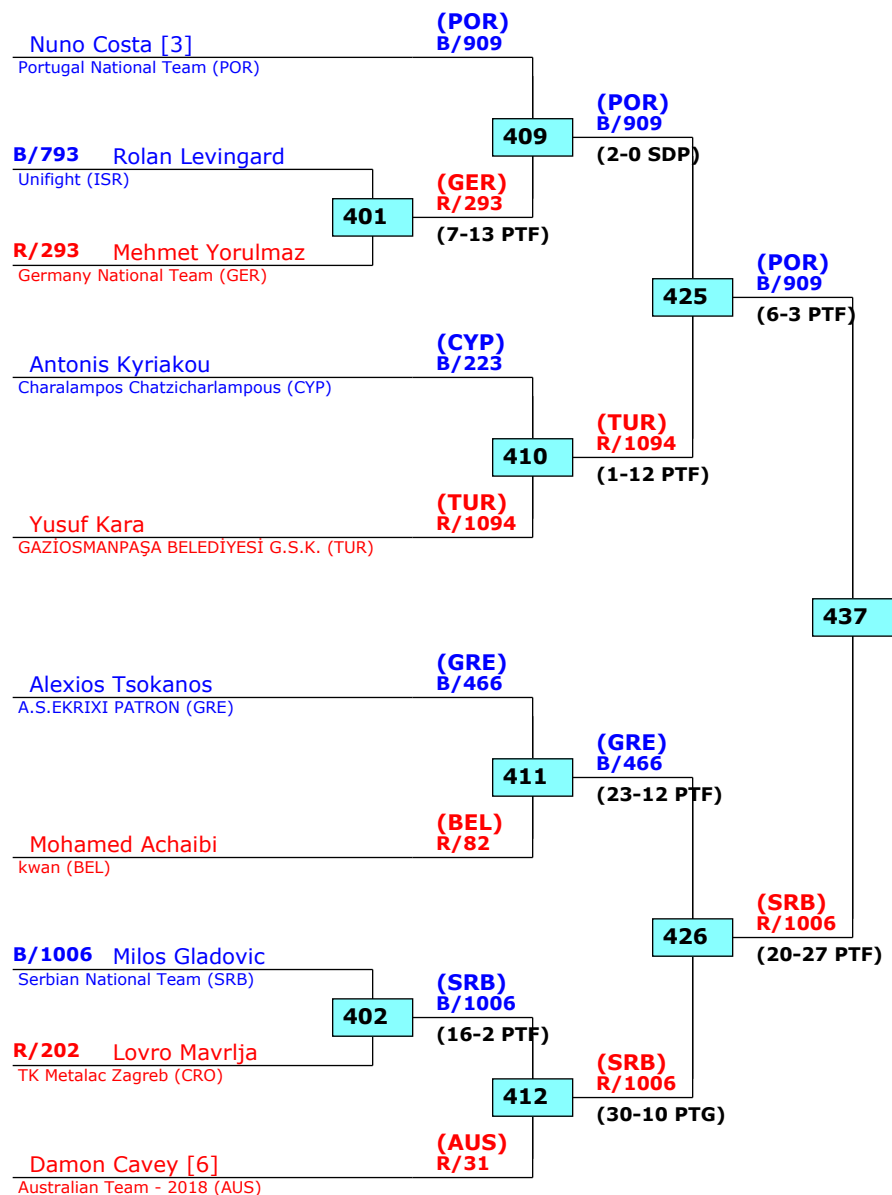 (POR)
Nuno Costa [3] B/909
Portugal National Team (POR)
(POR)
409 B/909
(2-0 SDP)
B/793 Rolan Levingard
Unifight (ISR)
(GER)
401 R/293
(7-13 PTF)
R/293 Mehmet Yorulmaz
Germany National Team (GER)
(POR)
425 B/909
(6-3 PTF)
(CYP)
Antonis Kyriakou B/223
Charalampos Chatzicharlampous (CYP)
(TUR)
410 R/1094
(1-12 PTF)
(TUR)
Yusuf Kara R/1094
GAZİOSMANPAŞA BELEDİYESİ G.S.K. (TUR)
437
(GRE)
Alexios Tsokanos B/466
A.S.EKRIXI PATRON (GRE)
(GRE)
411 B/466
(23-12 PTF)
(BEL)
Mohamed Achaibi R/82
kwan (BEL)
(SRB)
426 R/1006
(20-27 PTF)
B/1006 Milos Gladovic
Serbian National Team (SRB)
(SRB)
402 B/1006
(16-2 PTF)
R/202 Lovro Mavrlja
TK Metalac Zagreb (CRO)
(SRB)
412 R/1006
(30-10 PTG)
(AUS)
Damon Cavey [6] R/31
Australian Team - 2018 (AUS)